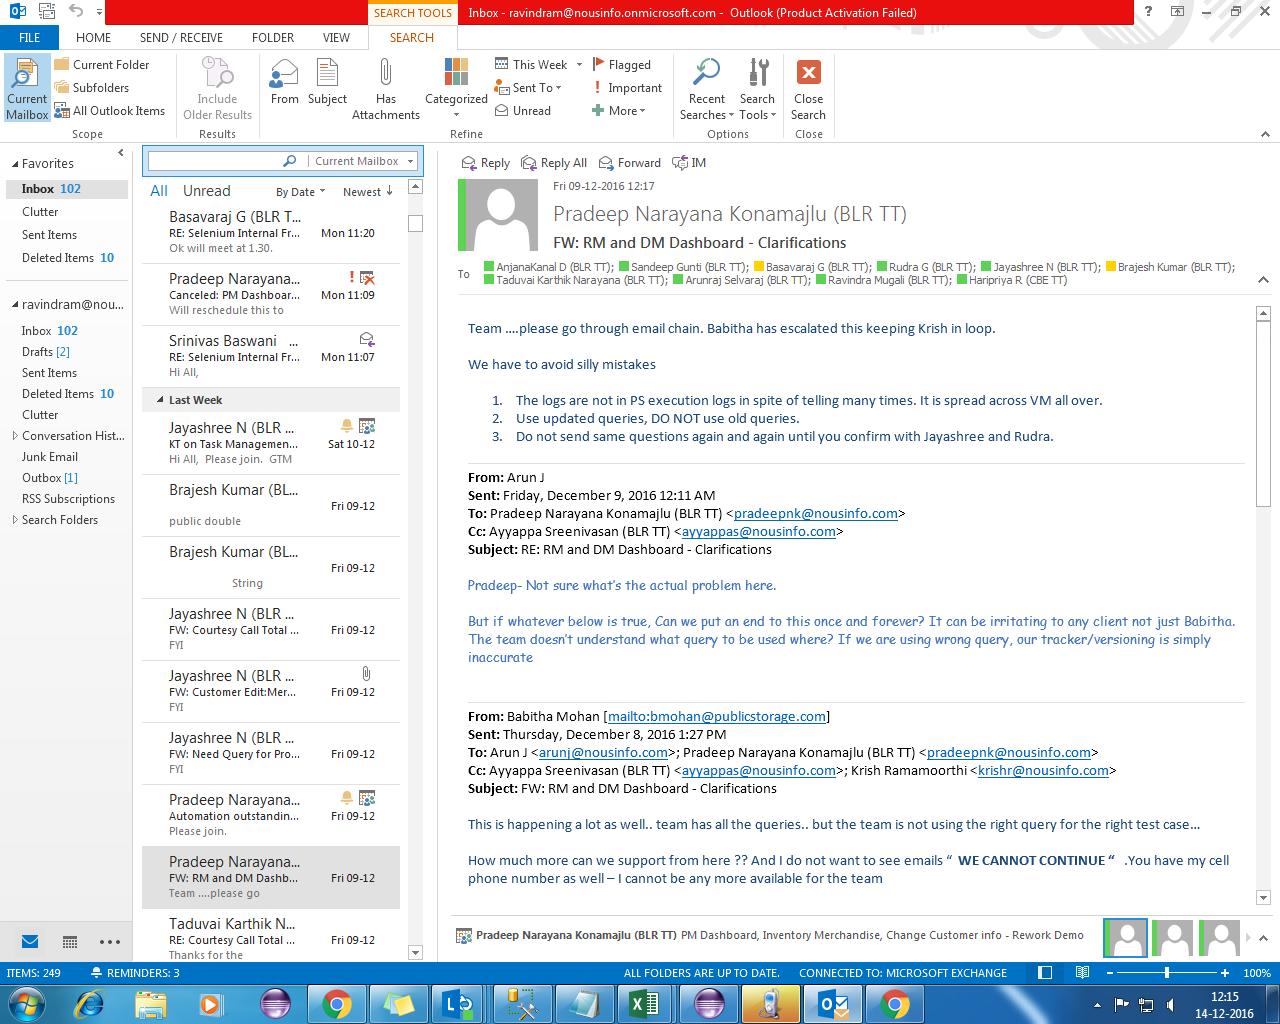 SEARCH TOOLS
Inbox - ravindram@nousinfo.onmicrosoft.com - Outlook (Product Activation Failed)
?
FILE HOME SEND / RECEIVE FOLDER VIEW SEARCH
Current Mailbox
Current Folder
Subfolders
All Outlook Items
Scope
Include Older Results
Results
From
Subject
Has Attachments
Categorized
This Week
Sent To
Unread
Flagged
Important
More
Refine
Recent Searches
Search Tools
Options
Close Search
Close
Favorites
Inbox 102
Clutter
Sent Items
Deleted Items 10
ravindram@nou...
Inbox 102
Drafts [2]
Sent Items
Deleted Items 10
Clutter
Conversation Hist...
Junk Email
Outbox [1]
RSS Subscriptions
Search Folders
Current Mailbox
All Unread By Date Newest
Basavaraj G (BLR T...
RE: Selenium Internal Fr... Mon 11:20
Ok will meet at 1.30.
Pradeep Narayana...
Canceled: PM Dashboar... Mon 11:09
Will reschedule this to
Srinivas Baswani ...
RE: Selenium Internal Fr... Mon 11:07
Hi All,
Last Week
Jayashree N (BLR ...
KT on Task Managemen... Sat 10-12
Hi All, Please join. GTM
Brajesh Kumar (BL...
Fri 09-12
public double
Brajesh Kumar (BL...
Fri 09-12
String
Jayashree N (BLR ...
FW: Courtesy Call Total ... Fri 09-12
FYI
Jayashree N (BLR ...
FW: Customer Edit:Mer... Fri 09-12
FYI
Jayashree N (BLR ...
FW: Need Query for Pro... Fri 09-12
FYI
Pradeep Narayana...
Automation outstandin... Fri 09-12
Please join.
Pradeep Narayana...
FW: RM and DM Dashb... Fri 09-12
Team ....please go
Taduvai Karthik N...
RE: Courtesy Call Total ... Fri 09-12
Thanks for the
Reply Reply All Forward IM
Fri 09-12-2016 12:17
Pradeep Narayana Konamajlu (BLR TT)
FW: RM and DM Dashboard - Clarifications
To AnjanaKanal D (BLR TT); Sandeep Gunti (BLR TT); Basavaraj G (BLR TT); Rudra G (BLR TT); Jayashree N (BLR TT); Brajesh Kumar (BLR TT);
Taduvai Karthik Narayana (BLR TT); Arunraj Selvaraj (BLR TT); Ravindra Mugali (BLR TT); Haripriya R (CBE TT)
Team ....please go through email chain. Babitha has escalated this keeping Krish in loop.
We have to avoid silly mistakes
1. The logs are not in PS execution logs in spite of telling many times. It is spread across VM all over.
2. Use updated queries, DO NOT use old queries.
3. Do not send same questions again and again until you confirm with Jayashree and Rudra.
From: Arun J
Sent: Friday, December 9, 2016 12:11 AM
To: Pradeep Narayana Konamajlu (BLR TT) <pradeepnk@nousinfo.com>
Cc: Ayyappa Sreenivasan (BLR TT) <ayyappas@nousinfo.com>
Subject: RE: RM and DM Dashboard - Clarifications
Pradeep- Not sure what's the actual problem here.
But if whatever below is true, Can we put an end to this once and forever? It can be irritating to any client not just Babitha.
The team doesn't understand what query to be used where? If we are using wrong query, our tracker/versioning is simply
inaccurate
From: Babitha Mohan [mailto:bmohan@publicstorage.com]
Sent: Thursday, December 8, 2016 1:27 PM
To: Arun J <arunj@nousinfo.com>; Pradeep Narayana Konamajlu (BLR TT) <pradeepnk@nousinfo.com>
Cc: Ayyappa Sreenivasan (BLR TT) <ayyappas@nousinfo.com>; Krish Ramamoorthi <krishr@nousinfo.com>
Subject: FW: RM and DM Dashboard - Clarifications
This is happening a lot as well.. team has all the queries.. but the team is not using the right query for the right test case...
How much more can we support from here ?? And I do not want to see emails “ WE CANNOT CONTINUE “ .You have my cell
phone number as well – I cannot be any more available for the team
Pradeep Narayana Konamajlu (BLR TT) PM Dashboard, Inventory Merchandise, Change Customer info - Rework Demo
ITEMS: 249 REMINDERS: 3 ALL FOLDERS ARE UP TO DATE. CONNECTED TO: MICROSOFT EXCHANGE 100%
12:15
14-12-2016